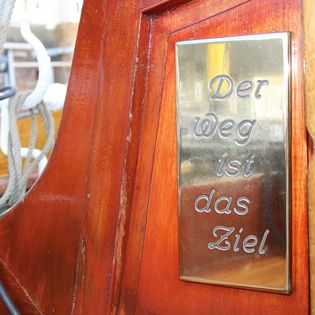 Der
Weg
ist
das
Ziel